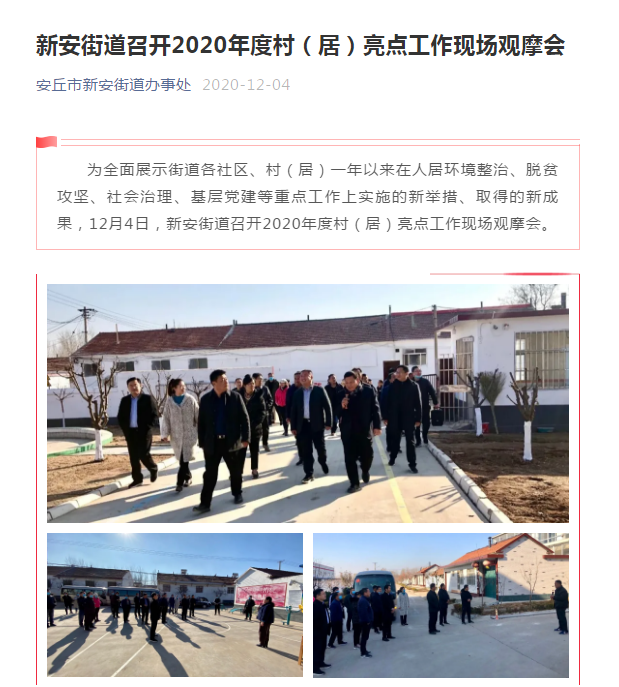 新安街道召开2020年度村（居）亮点工作现场观摩会
安丘市新安街道办事处 2020-12-04
为全面展示街道各社区、村（居）一年以来在人居环境整治、脱贫
攻坚、社会治理、基层党建等重点工作上实施的新举措、取得的新成
果，12月4日，新安街道召开2020年度村（居）亮点工作现场观摩会。